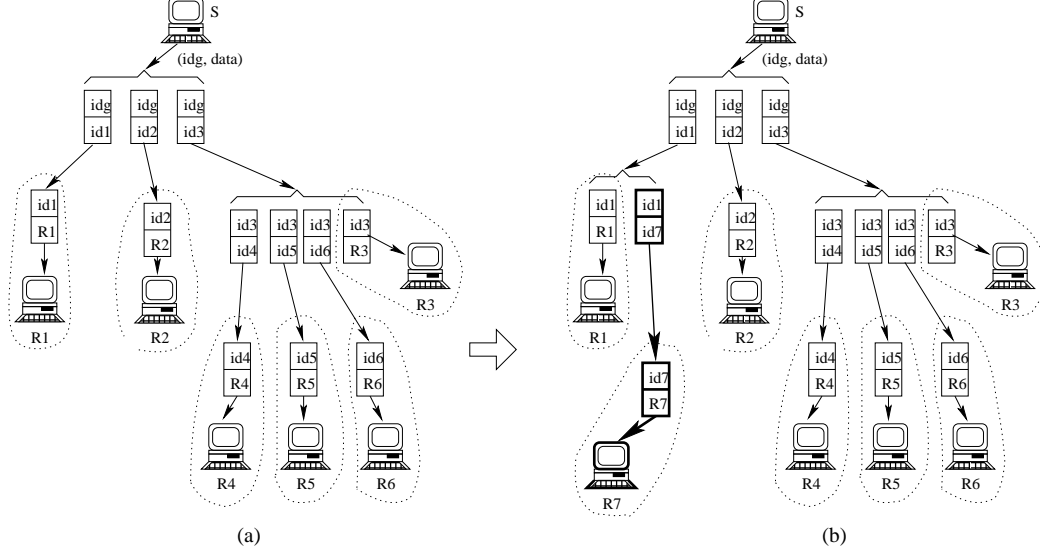 S
(idg, data)
idg idg idg
id1 id2 id3
id1
R1
R1
id2
R2
R2
id3 id3 id3 id3
id4 id5 id6 R3
R3
id4
R4
R4
id5
R5
R5
id6
R6
R6
(a)
S
(idg, data)
idg idg idg
id1 id2 id3
id1 id1
R1 id7
R1
id7
R7
R7
id2
R2
R2
id3 id3 id3 id3
id4 id5 id6 R3
R3
id4
R4
R4
id5
R5
R5
id6
R6
R6
(b)